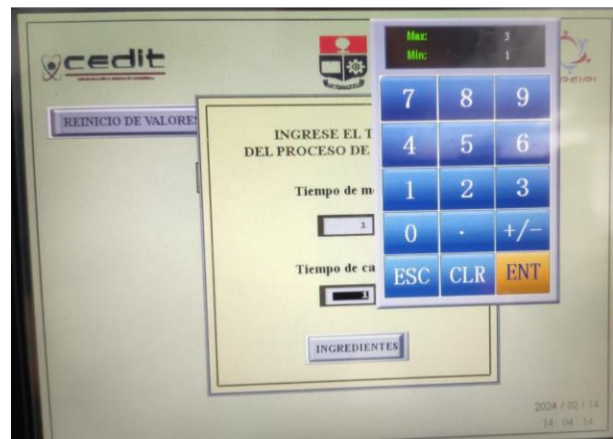 cedit
REINICIO DE VALORES
INGRESE EL T
DEL PROCESO DE
Tiempo de m
1
Tiempo de ca
1
INGREDIENTES
Max: 3
Min: 1
7 8 9
4 5 6
1 2 3
0 . +/-
ESC CLR ENT
2024 / 02 / 14
14 : 04 : 14